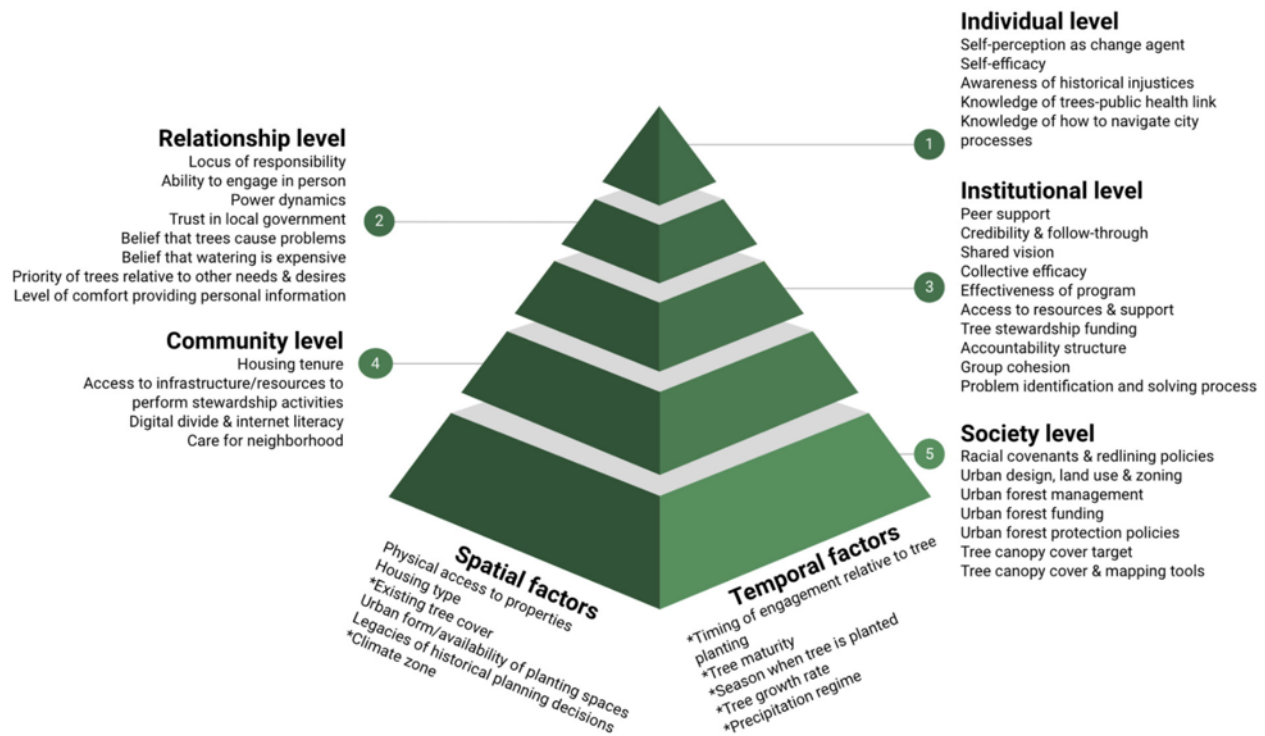 Individual level
Self-perception as change agent
Self-efficacy
Awareness of historical injustices
Knowledge of trees-public health link
Knowledge of how to navigate city
processes
1
Relationship level
Locus of responsibility
Ability to engage in person
Power dynamics
Trust in local government
Belief that trees cause problems
Belief that watering is expensive
Priority of trees relative to other needs & desires
Level of comfort providing personal information
2
Institutional level
Peer support
Credibility & follow-through
Shared vision
Collective efficacy
Effectiveness of program
Access to resources & support
Tree stewardship funding
Accountability structure
Group cohesion
Problem identification and solving process
3
Community level
Housing tenure
Access to infrastructure/resources to
perform stewardship activities
Digital divide & internet literacy
Care for neighborhood
4
Society level
Racial covenants & redlining policies
Urban design, land use & zoning
Urban forest management
Urban forest funding
Urban forest protection policies
Tree canopy cover target
Tree canopy cover & mapping tools
5
Spatial factors
Physical access to properties
Housing type
*Existing tree cover
Urban form/availability of planting spaces
Legacies of historical planning decisions
*Climate zone
Temporal factors
*Timing of engagement relative to tree
planting
*Tree maturity
*Season when tree is planted
*Tree growth rate
*Precipitation regime